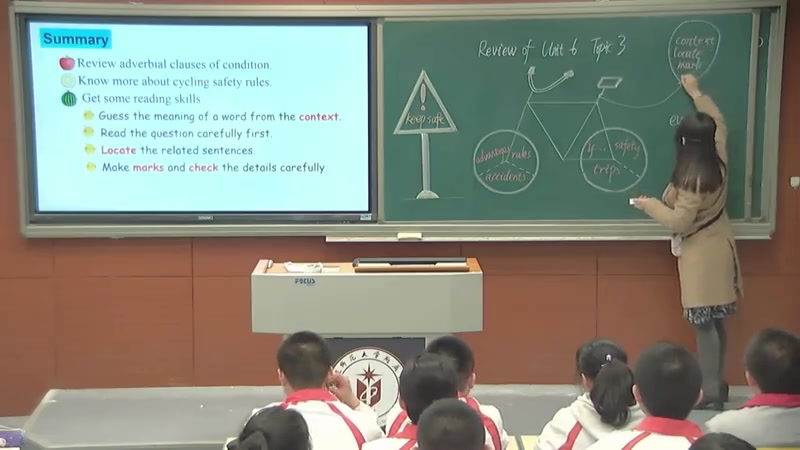 Summary
Review adverbial clauses of condition
Know more about cycling safety rules.
Get some reading skills
Guess the meaning of a word from the context.
Read the question carefully first.
Locate the related sentences.
Make marks and check the details carefully
Review of Unit 6 Topic 3
context
locate
mark
!
keep safe
rules
accidents
If... safety
trips
FOCUS